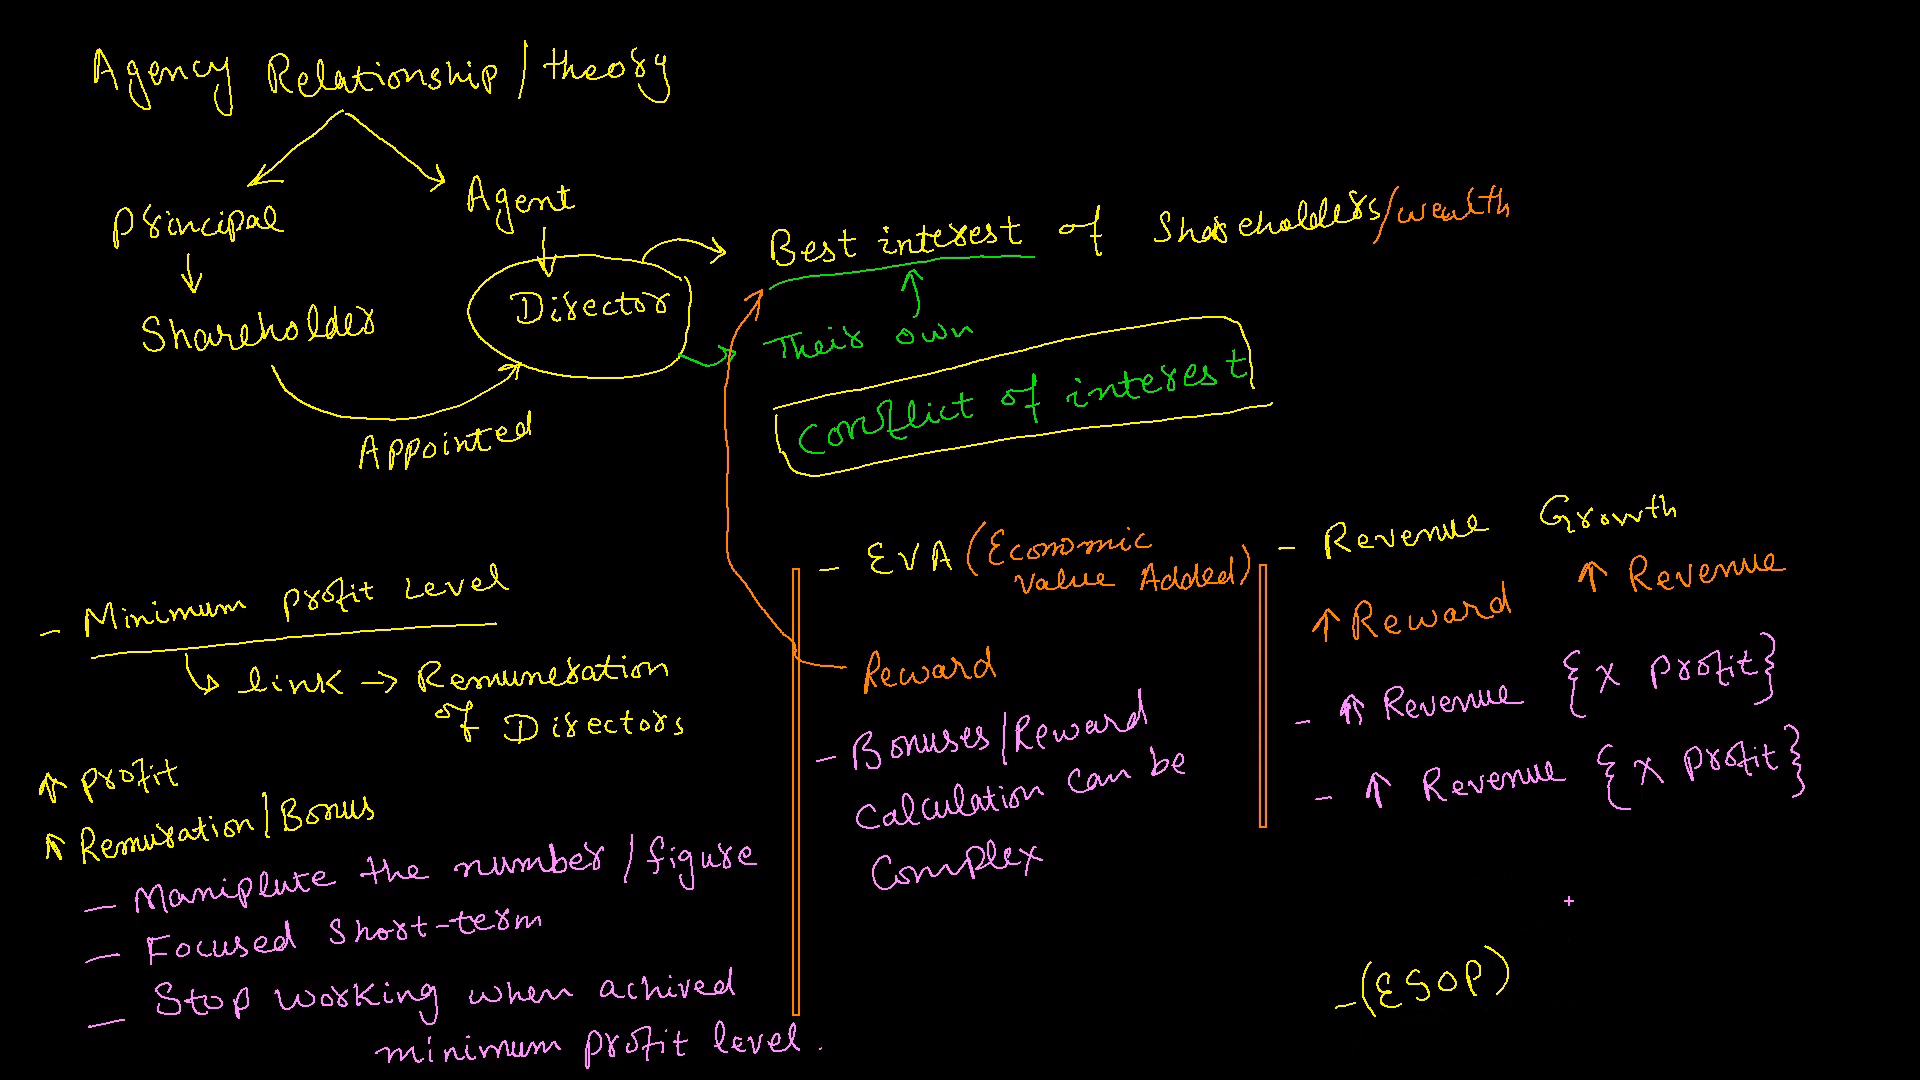 Agency Relationship/theory
Principal
Agent
Shareholder
Director
Appointed
Best interest of Shareholders/wealth
Their own
Conflict of interest
- Minimum profit Level
link → Remuneration
of Directors
↑ profit
↑ Remuration/Bonus
- Maniplute the number/figure
- Focused Short-term
- Stop working when achived
minimum profit level.
- EVA (Economic
Value Added)
Reward
- Bonuses/Reward
Calculation can be
Complex
- Revenue Growth
↑ Reward ↑ Revenue
- ⇑ Revenue {x profit}
- ↑ Revenue {x profit}
- (ESOP)